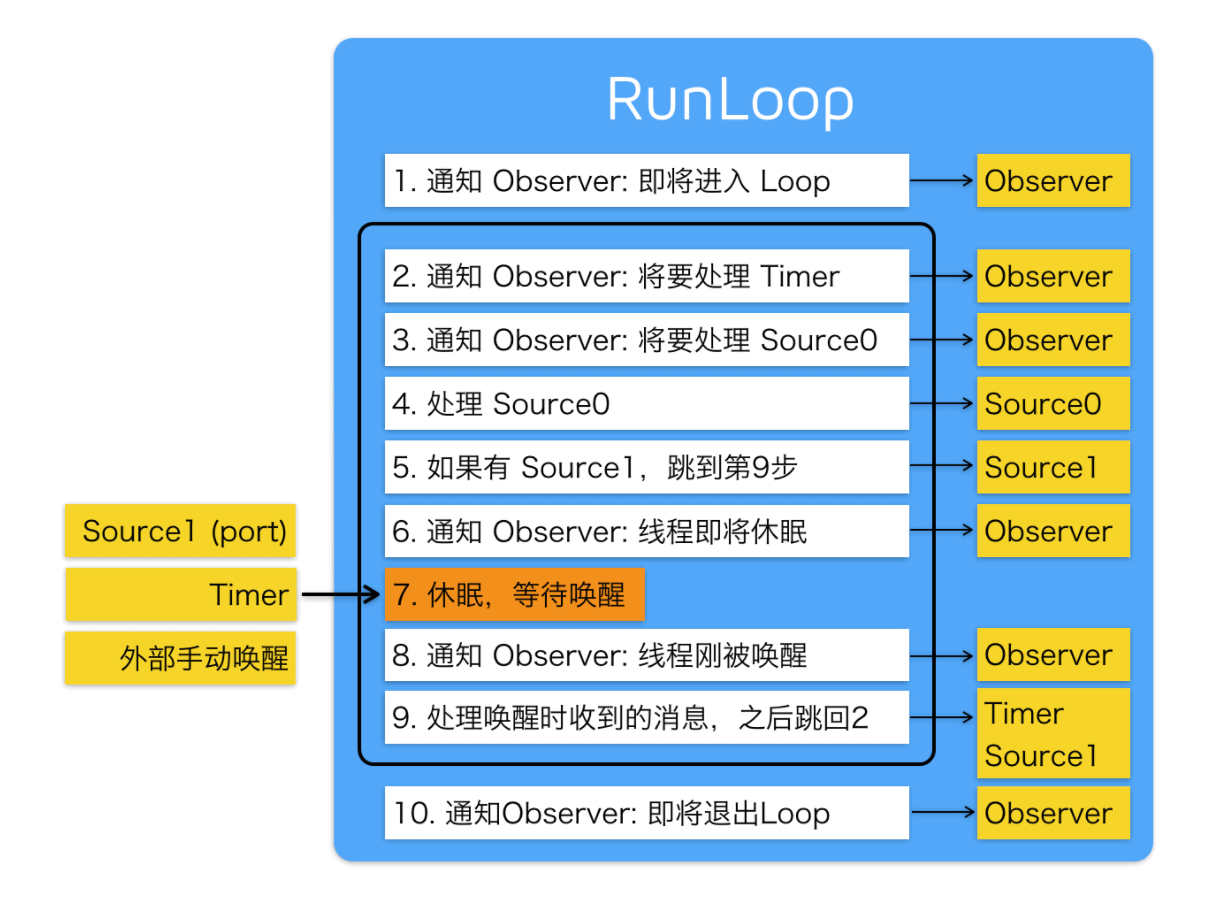 RunLoop
1. 通知 Observer: 即将进入 Loop
Observer
2. 通知 Observer: 将要处理 Timer
Observer
3. 通知 Observer: 将要处理 Source0
Observer
4. 处理 Source0
Source0
5. 如果有 Source1，跳到第9步
Source1
Source1 (port)
6. 通知 Observer: 线程即将休眠
Observer
Timer
7. 休眠，等待唤醒
外部手动唤醒
8. 通知 Observer: 线程刚被唤醒
Observer
9. 处理唤醒时收到的消息，之后跳回2
Timer
Source1
10. 通知Observer: 即将退出Loop
Observer